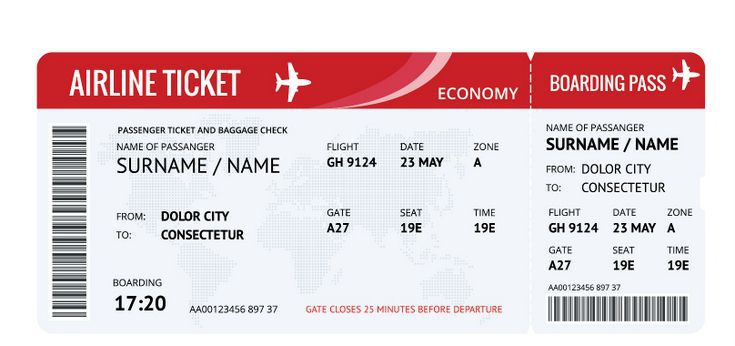 AIRLINE TICKET
ECONOMY
PASSENGER TICKET AND BAGGAGE CHECK
NAME OF PASSANGER
SURNAME / NAME
FLIGHT DATE ZONE
GH 9124 23 MAY A
FROM: DOLOR CITY
TO: CONSECTETUR
GATE SEAT TIME
A27 19E 19E
BOARDING
17:20
AA00123456 897 37
GATE CLOSES 25 MINUTES BEFORE DEPARTURE
BOARDING PASS
NAME OF PASSANGER
SURNAME / NAME
FROM: DOLOR CITY
TO: CONSECTETUR
FLIGHT DATE ZONE
GH 9124 23 MAY A
GATE SEAT TIME
A27 19E 19E
AA00123456 897 37